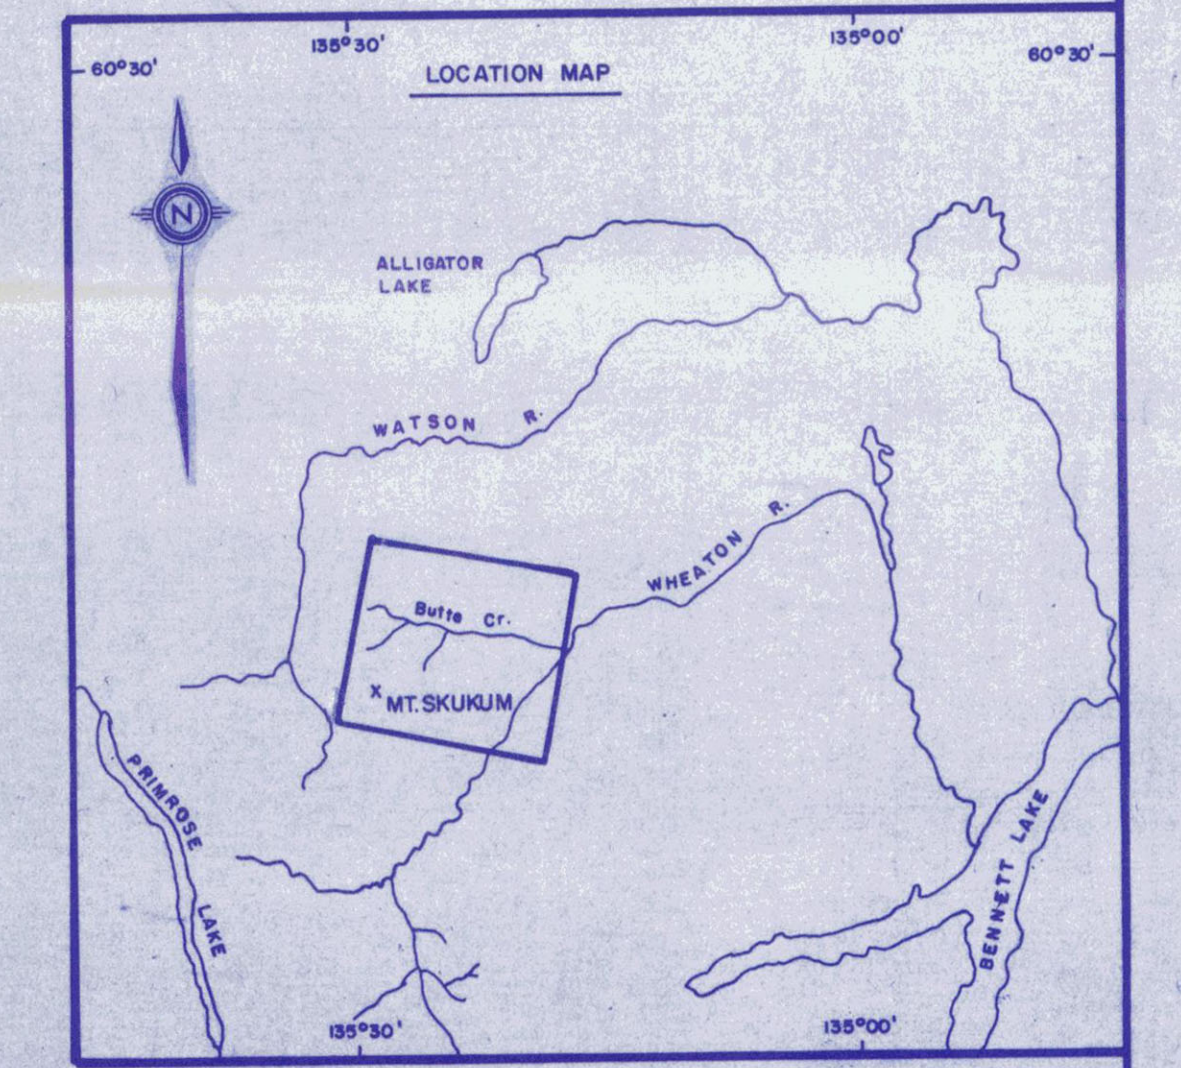 135°30'
135°00'
60°30'
60°30'
LOCATION MAP
N
ALLIGATOR
LAKE
WATSON R.
WHEATON R.
Butte Cr.
x
MT. SKUKUM
PRIMROSE LAKE
BENNETT LAKE
135°30'
135°00'